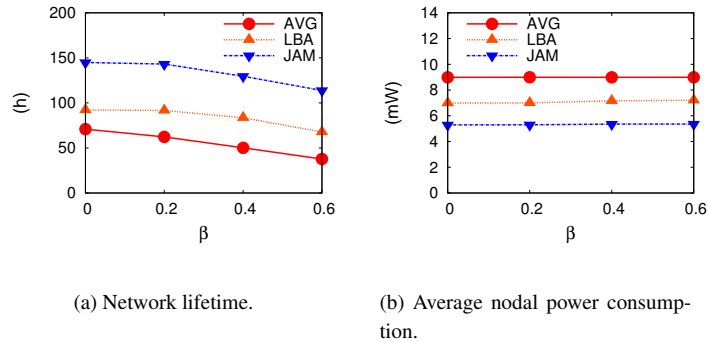 200
150
100
50
0
(h)
0 0.2 0.4 0.6
β
AVG
LBA
JAM
14
12
10
8
6
4
2
0
(mW)
0 0.2 0.4 0.6
β
AVG
LBA
JAM
(a) Network lifetime.
(b) Average nodal power consump-
tion.